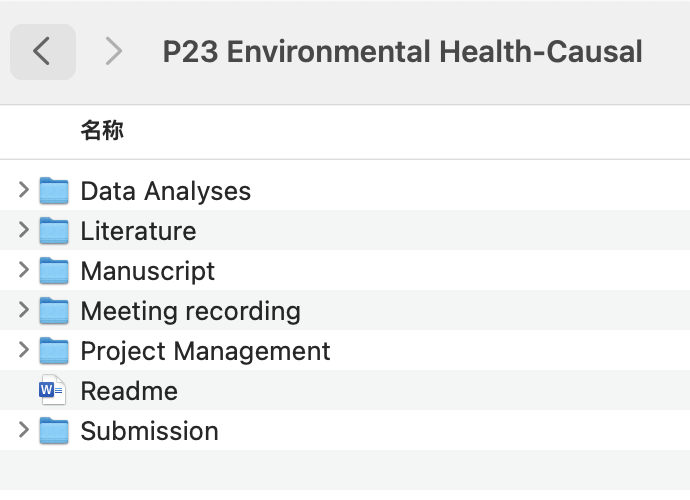 P23 Environmental Health-Causal
名称
Data Analyses
Literature
Manuscript
Meeting recording
Project Management
W Readme
Submission